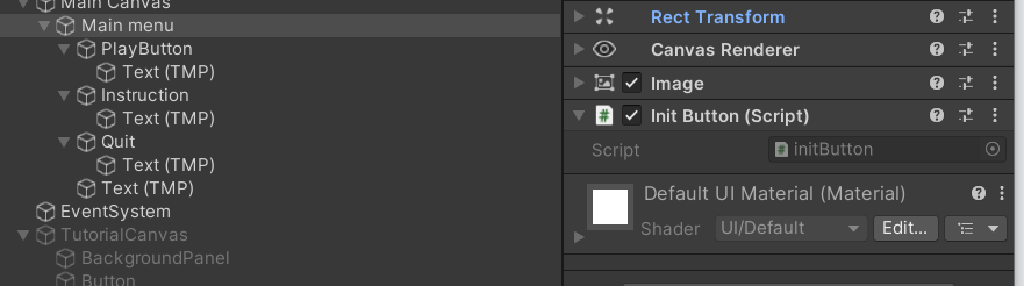 Main Canvas
Main menu
PlayButton
Text (TMP)
Instruction
Text (TMP)
Quit
Text (TMP)
Text (TMP)
EventSystem
TutorialCanvas
BackgroundPanel
Button
Rect Transform
Canvas Renderer
Image
Init Button (Script)
Script
# initButton
Default UI Material (Material)
Shader UI/Default Edit...